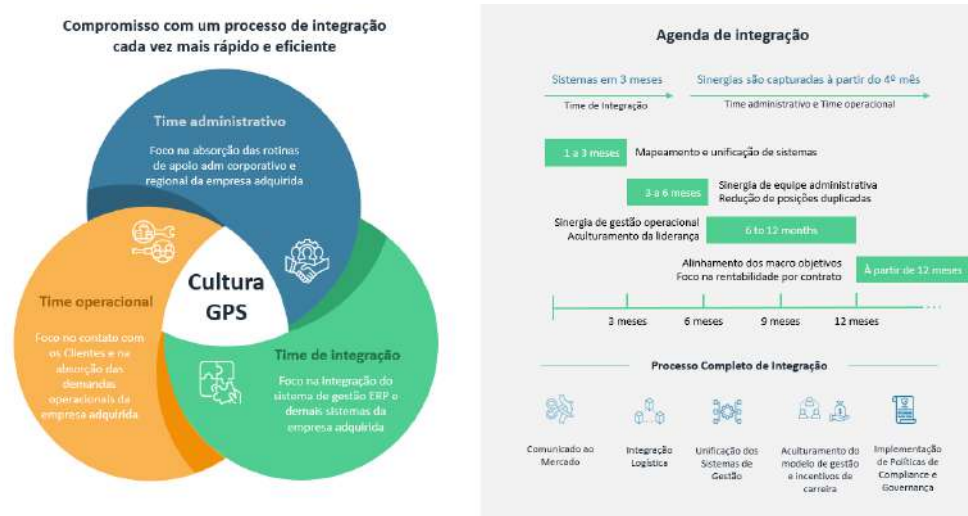 Compromisso com um processo de integração
cada vez mais rápido e eficiente
Time administrativo
Foco na absorção das rotinas
de apoio adm corporativo e
regional da empresa adquirida
Time operacional
Foco no contato com
os Clientes e na
absorção das
demandas
operacionais da
empresa adquirida
Cultura
GPS
Time de integração
Foco na Integração do
sistema de gestão ERP e
demais sistemas da
empresa adquirida
Agenda de integração
Sistemas em 3 meses
Sinergias são capturadas à partir do 4º mês
Time de Integração
Time administrativo e Time operacional
1 a 3 meses
Mapeamento e unificação de sistemas
3 a 6 meses
Sinergia de equipe administrativa
Redução de posições duplicadas
Sinergia de gestão operacional
Aculturamento da liderança
6 to 12 months
Alinhamento dos macro objetivos
Foco na rentabilidade por contrato
À partir de 12 meses
3 meses
6 meses
9 meses
12 meses
Processo Completo de Integração
Comunicado ao
Mercado
Integração
Logística
Unificação dos
Sistemas de
Gestão
Aculturamento do
modelo de gestão
e incentivos de
carreira
Implementação
de Políticas de
Compliance e
Governança